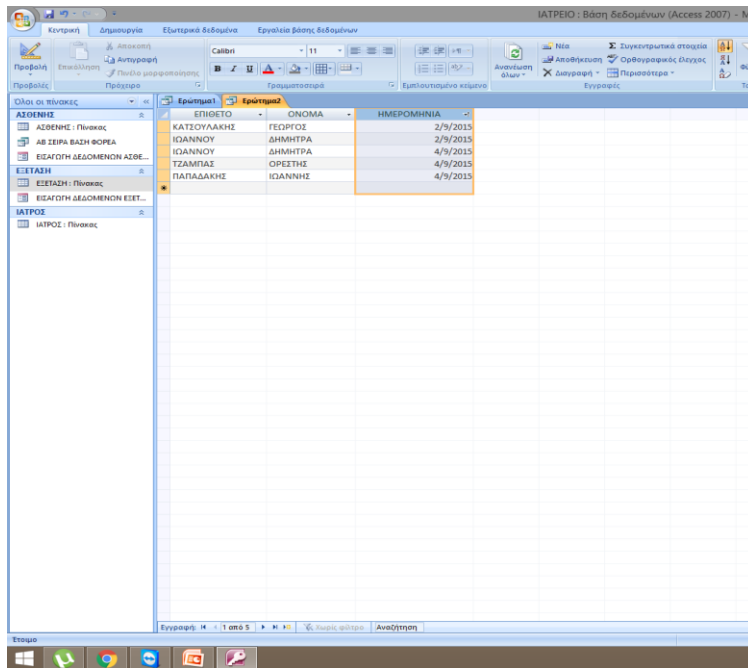 ΙΑΤΡΕΙΟ : Βάση δεδομένων (Access 2007) - M
Κεντρική Δημιουργία Εξωτερικά δεδομένα Εργαλεία βάσης δεδομένων
Προβολή
Επικόλληση
Αποκοπή
Αντιγραφή
Πινέλο μορφοποίησης
Calibri 11
B I U
Ανανέωση όλων
Νέα
Αποθήκευση
Διαγραφή
Συγκεντρωτικά στοιχεία
Ορθογραφικός έλεγχος
Περισσότερα
Προβολές Πρόχειρο Γραμματοσειρά Εμπλουτισμένο κείμενο Εγγραφές
Όλοι οι πίνακες
ΑΣΘΕΝΗΣ
ΑΣΘΕΝΗΣ : Πίνακας
ΑΒ ΣΕΙΡΑ ΒΑΣΗ ΦΟΡΕΑ
ΕΙΣΑΓΩΓΗ ΔΕΔΟΜΕΝΩΝ ΑΣΘΕ...
ΕΞΕΤΑΣΗ
ΕΞΕΤΑΣΗ : Πίνακας
ΕΙΣΑΓΩΓΗ ΔΕΔΟΜΕΝΩΝ ΕΞΕΤ...
ΙΑΤΡΟΣ
ΙΑΤΡΟΣ : Πίνακας
Ερώτημα1 Ερώτημα2
ΕΠΙΘΕΤΟ ΟΝΟΜΑ ΗΜΕΡΟΜΗΝΙΑ
ΚΑΤΣΟΥΛΑΚΗΣ ΓΕΩΡΓΟΣ 2/9/2015
ΙΩΑΝΝΟΥ ΔΗΜΗΤΡΑ 2/9/2015
ΙΩΑΝΝΟΥ ΔΗΜΗΤΡΑ 4/9/2015
ΤΖΑΜΠΑΣ ΟΡΕΣΤΗΣ 4/9/2015
ΠΑΠΑΔΑΚΗΣ ΙΩΑΝΝΗΣ 4/9/2015
Εγγραφή: 1 από 5 Χωρίς φίλτρο Αναζήτηση
Έτοιμο